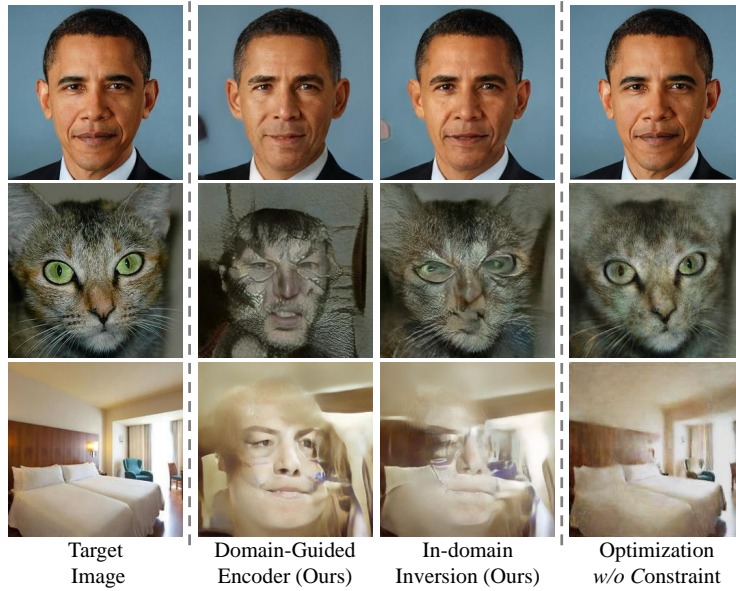 Target
Image
Domain-Guided
Encoder (Ours)
In-domain
Inversion (Ours)
Optimization
w/o Constraint